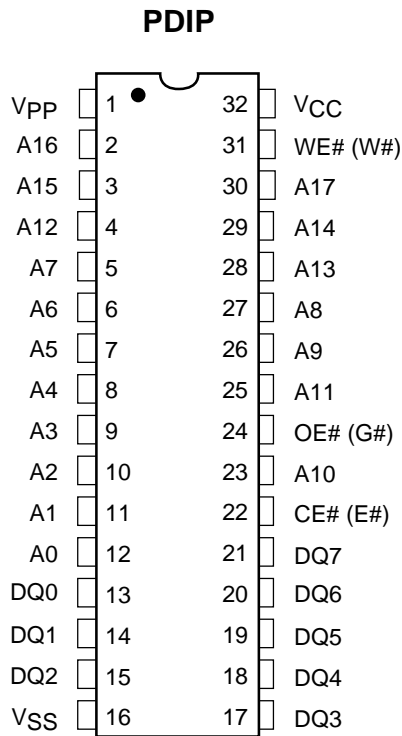 PDIP
VPP 1 32 VCC
A16 2 31 WE# (W#)
A15 3 30 A17
A12 4 29 A14
A7 5 28 A13
A6 6 27 A8
A5 7 26 A9
A4 8 25 A11
A3 9 24 OE# (G#)
A2 10 23 A10
A1 11 22 CE# (E#)
A0 12 21 DQ7
DQ0 13 20 DQ6
DQ1 14 19 DQ5
DQ2 15 18 DQ4
VSS 16 17 DQ3